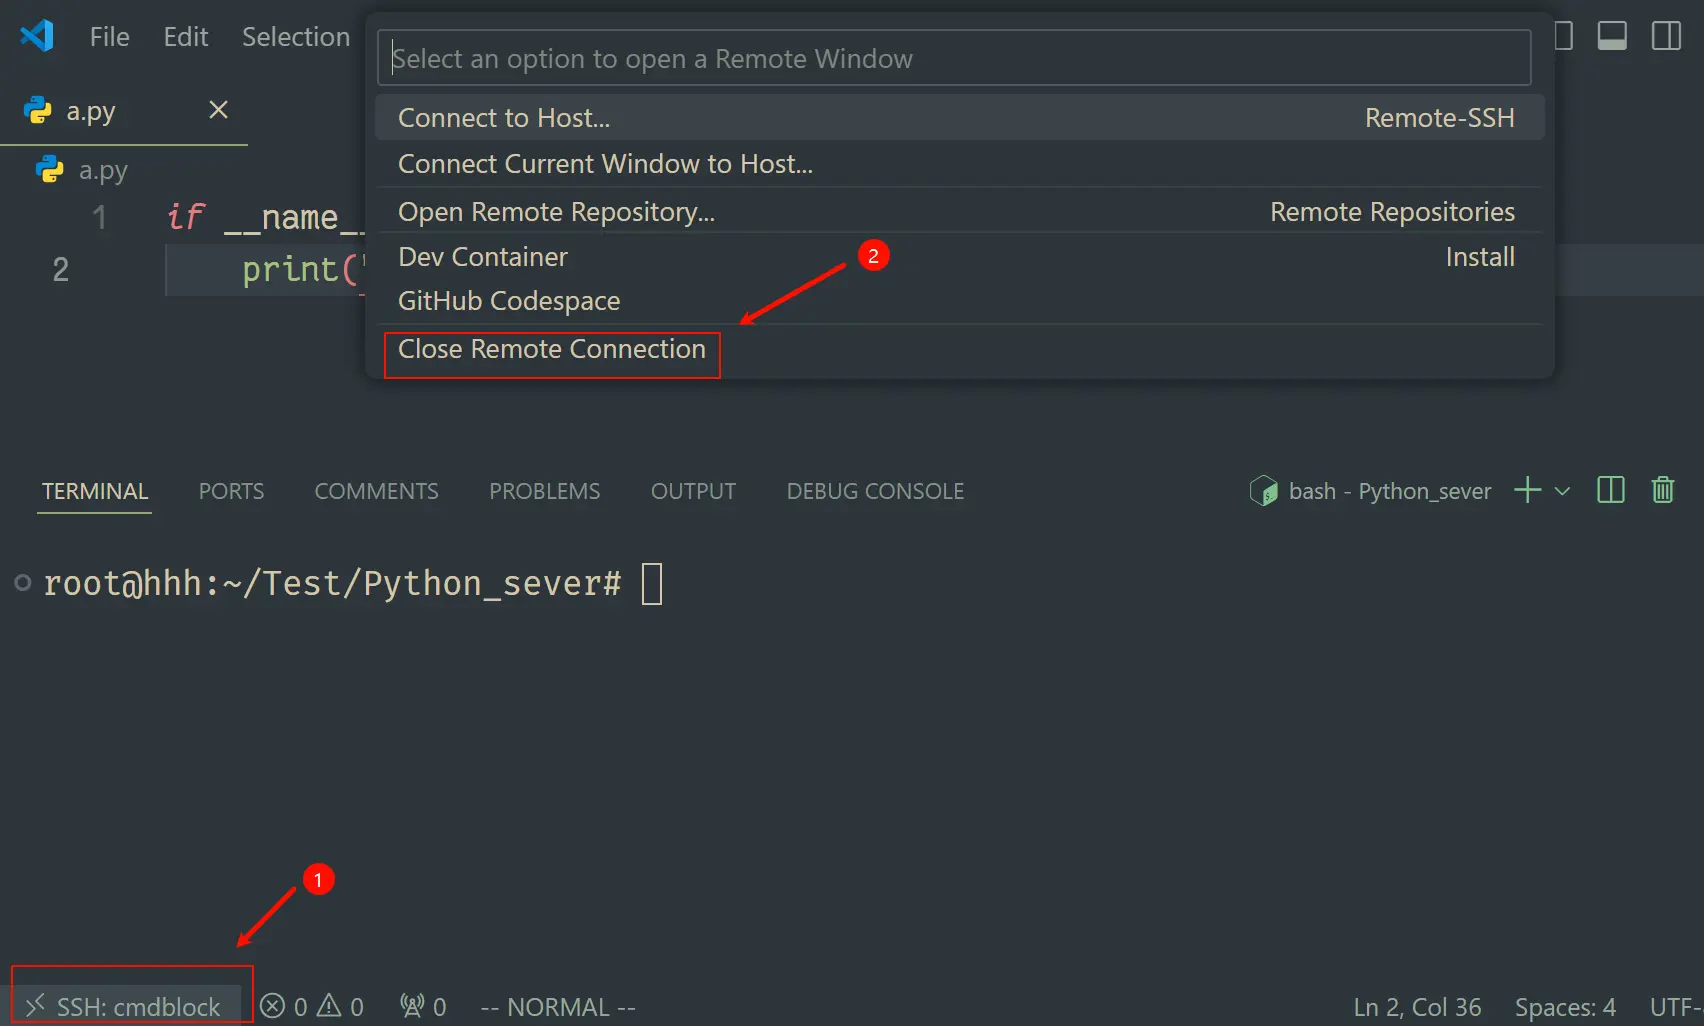 File Edit Selection
Select an option to open a Remote Window
a.py
Connect to Host... Remote-SSH
Connect Current Window to Host...
a.py
Open Remote Repository... Remote Repositories
1 if __name__
Dev Container Install
2
2 print("
GitHub Codespace
Close Remote Connection
TERMINAL PORTS COMMENTS PROBLEMS OUTPUT DEBUG CONSOLE bash - Python_sever
root@hhh:~/Test/Python_sever#
1
SSH: cmdblock 0 0 0 -- NORMAL -- Ln 2, Col 36 Spaces: 4 UTF-